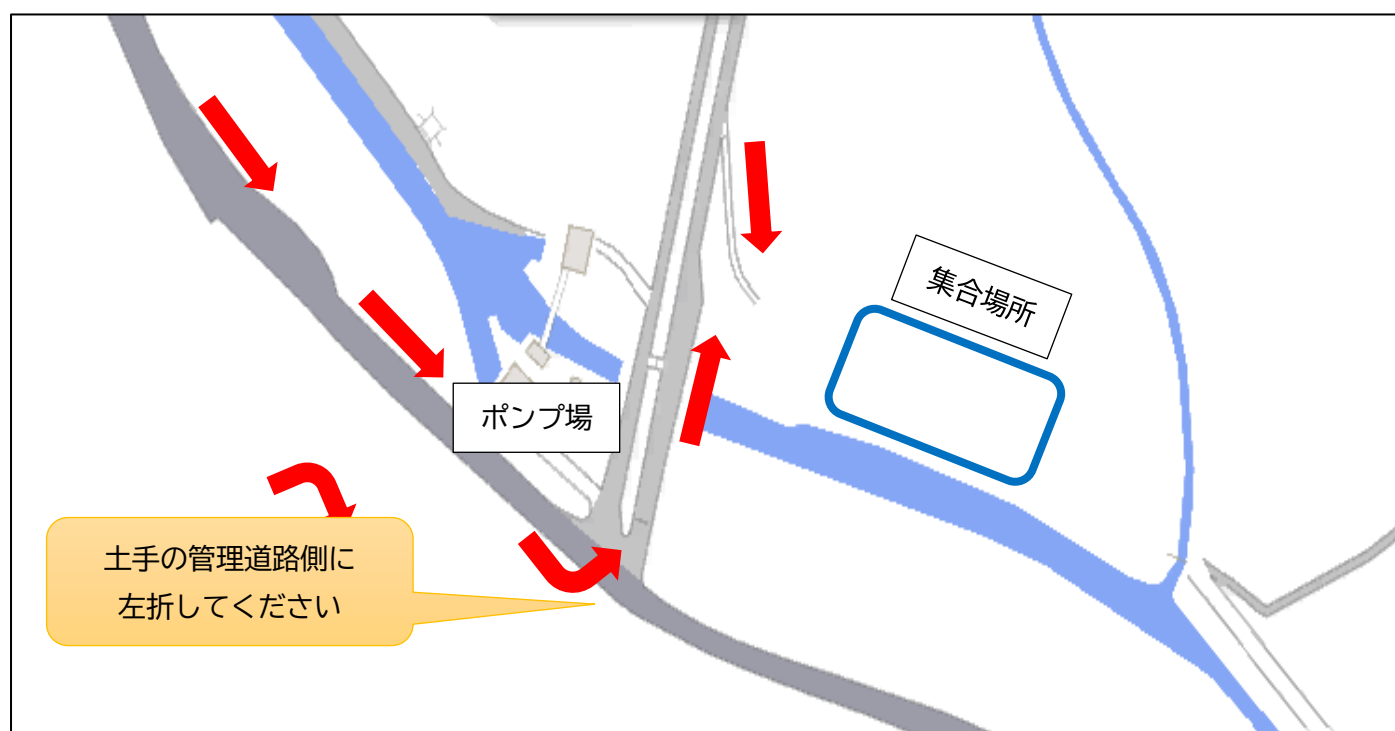 集合場所
ポンプ場
土手の管理道路側に
左折してください